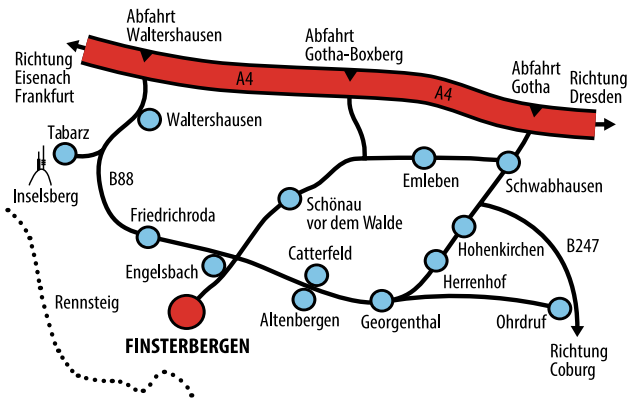 Abfahrt
Waltershausen
Abfahrt
Gotha-Boxberg
Abfahrt
Gotha
Richtung
Eisenach
Frankfurt
A4
A4
Richtung
Dresden
Tabarz
Waltershausen
Inselsberg
B88
Emleben
Schwabhausen
Schönau
vor dem Walde
Friedrichroda
Hohenkirchen
B247
Engelsbach
Catterfeld
Herrenhof
Rennsteig
Altenbergen
Georgenthal
Ohrdruf
FINSTERBERGEN
Richtung
Coburg